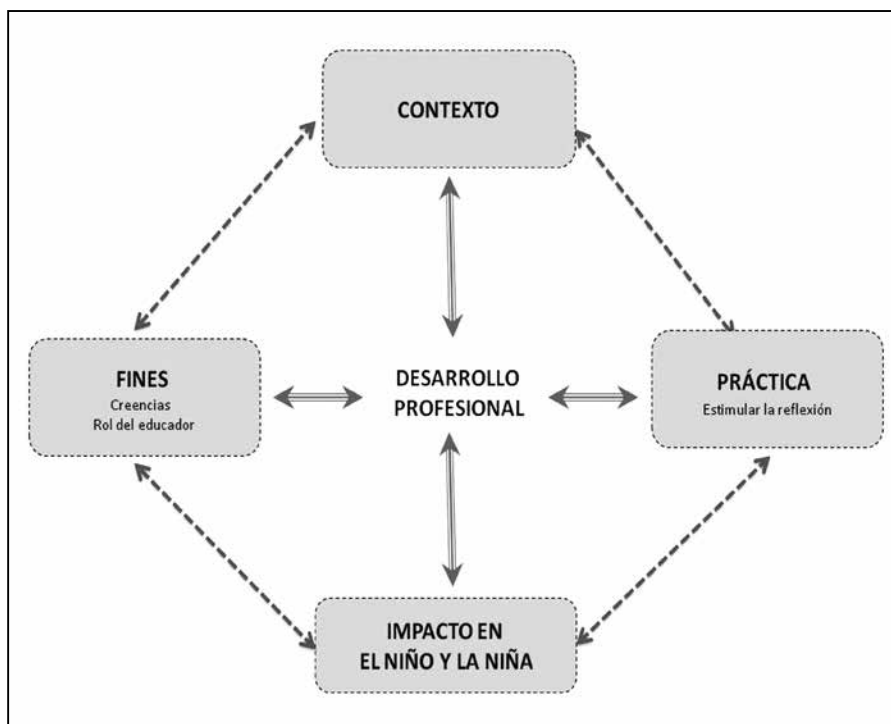 CONTEXTO
FINES
Creencias
Rol del educador
DESARROLLO
PROFESIONAL
PRÁCTICA
Estimular la reflexión
IMPACTO EN
EL NIÑO Y LA NIÑA